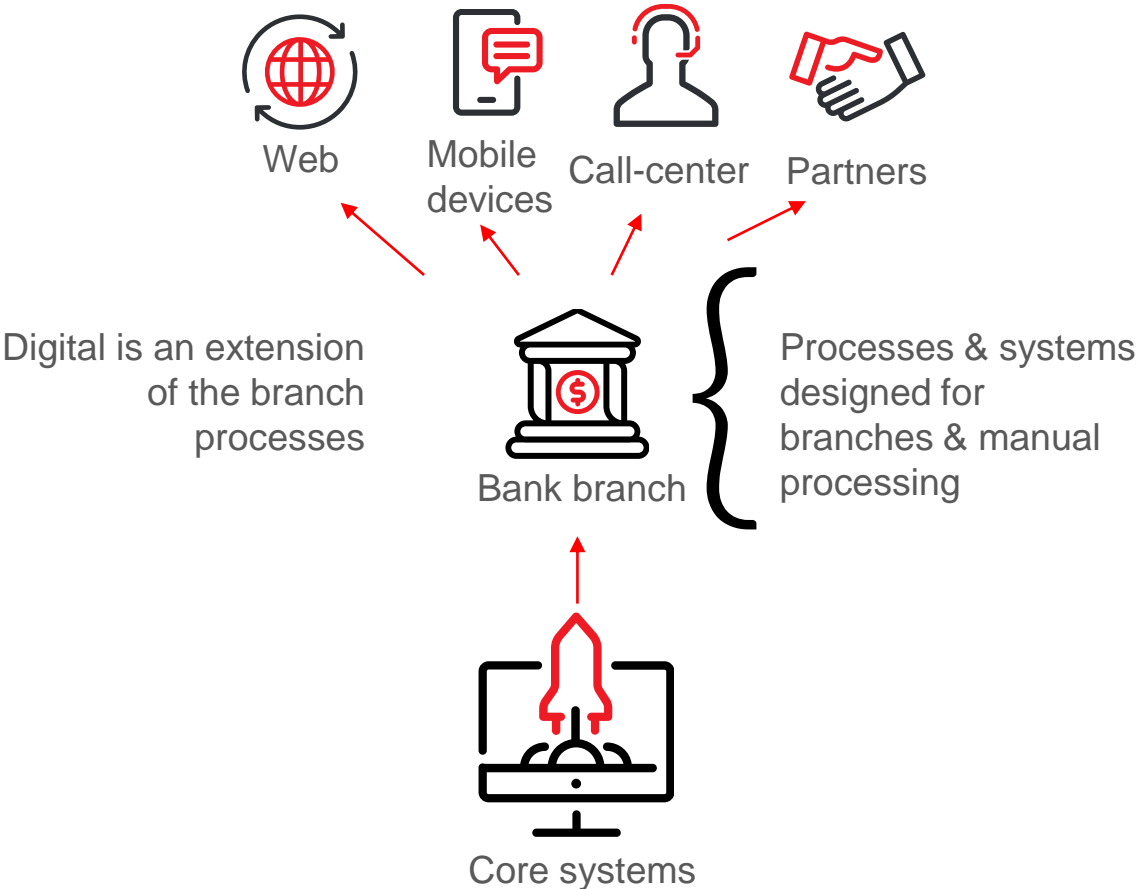 Web
Mobile
devices
Call-center
Partners
Digital is an extension
of the branch
processes
$
Bank branch
Processes & systems
designed for
branches & manual
processing
Core systems